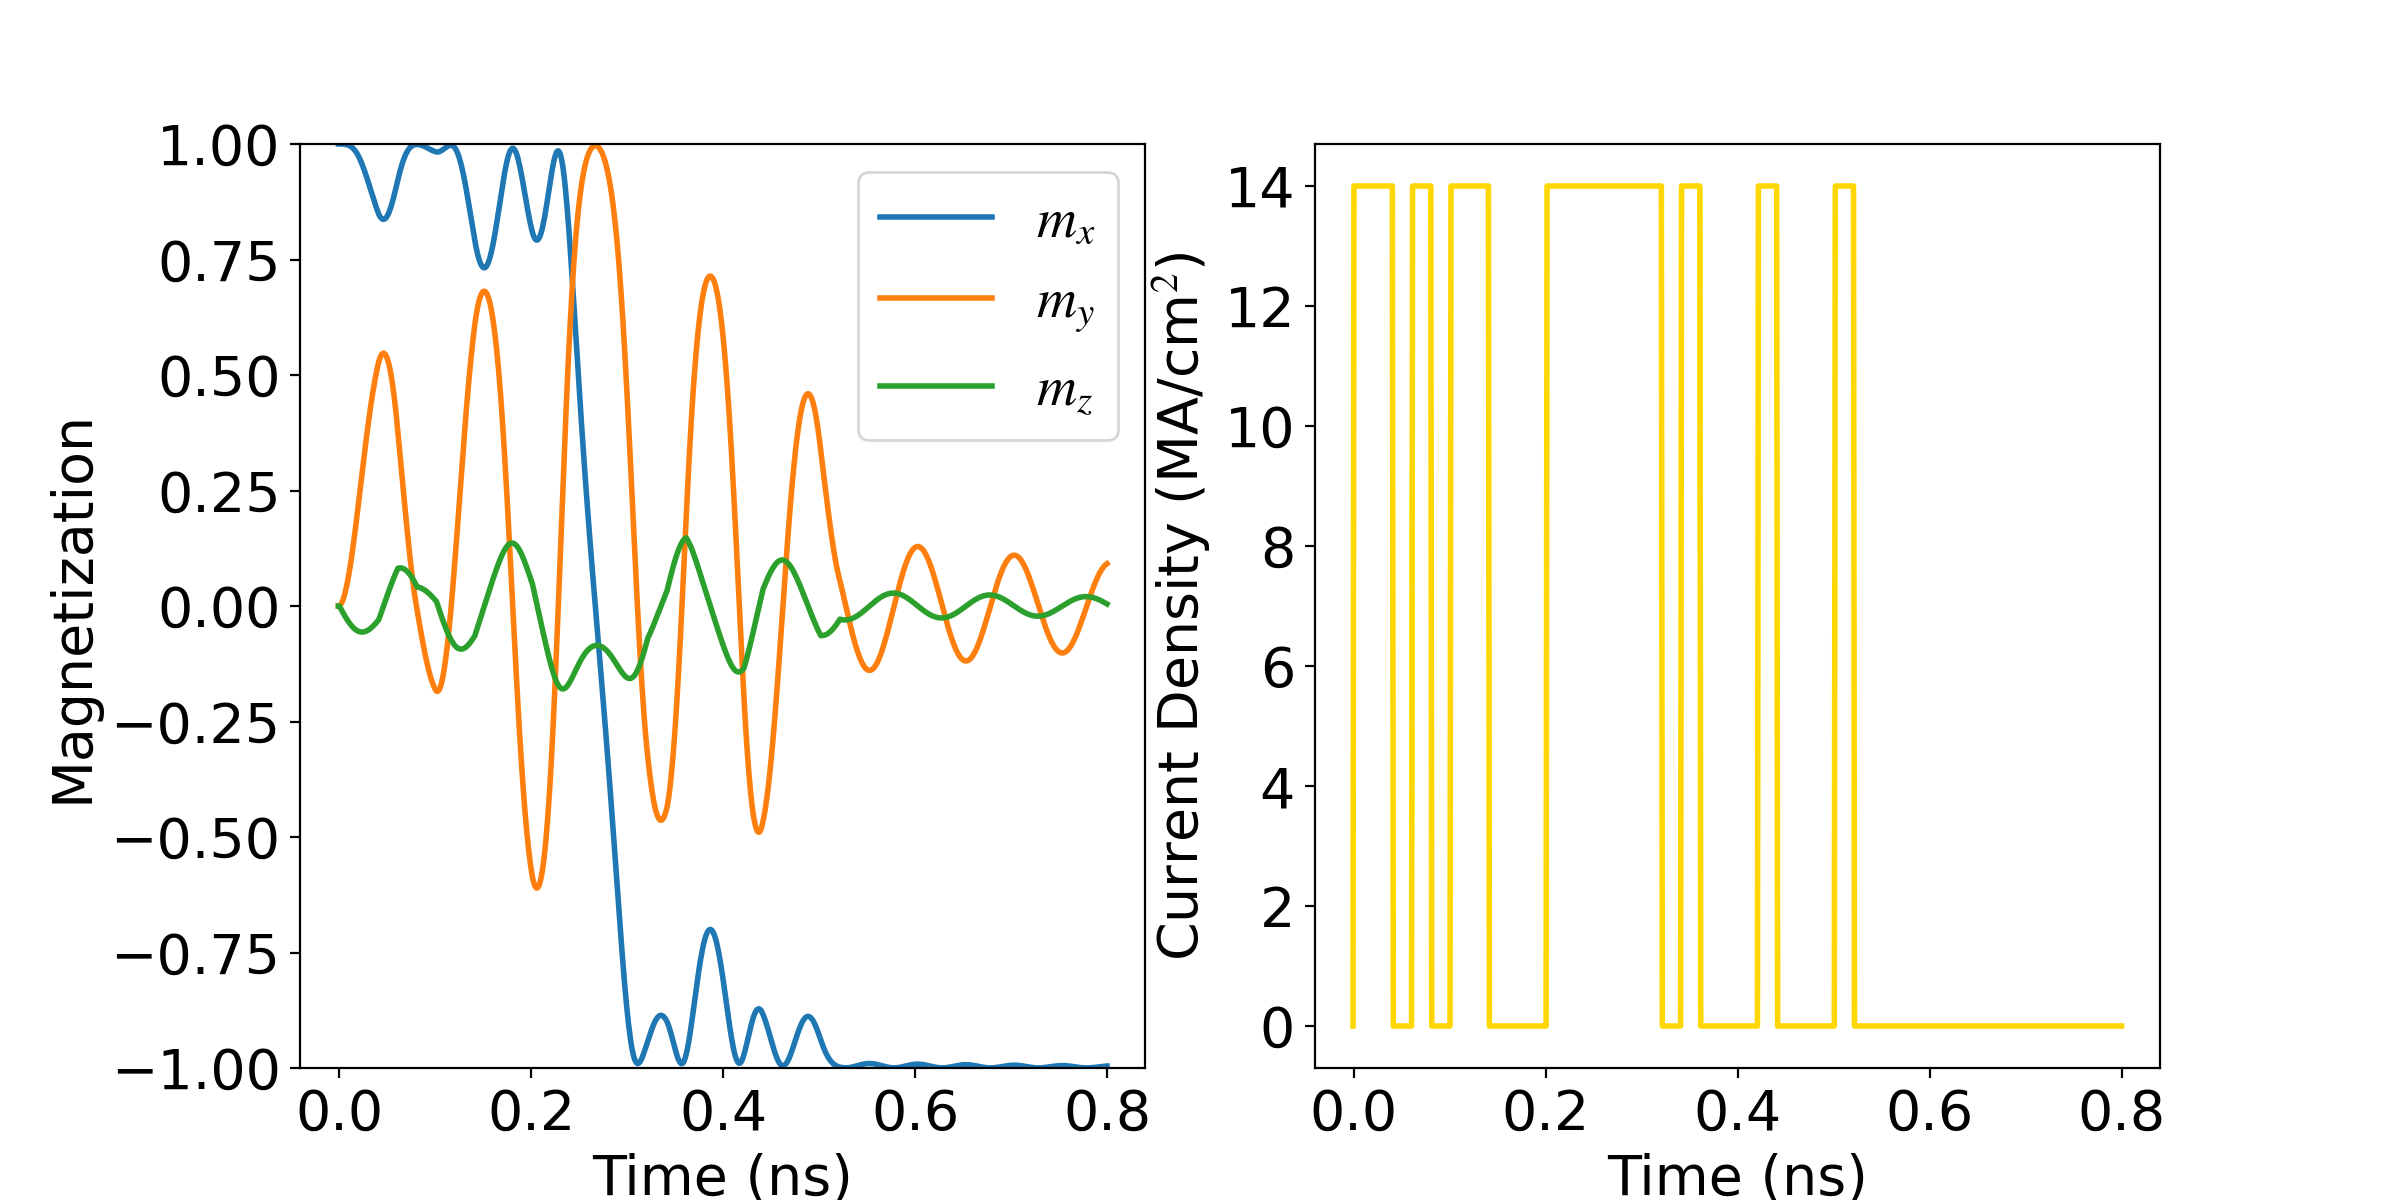 Magnetization
1.00
0.75
0.50
0.25
0.00
−0.25
−0.50
−0.75
−1.00
0.0 0.2 0.4 0.6 0.8
Time (ns)
m_x
m_y
m_z
Current Density (MA/cm²)
14
12
10
8
6
4
2
0
0.0 0.2 0.4 0.6 0.8
Time (ns)